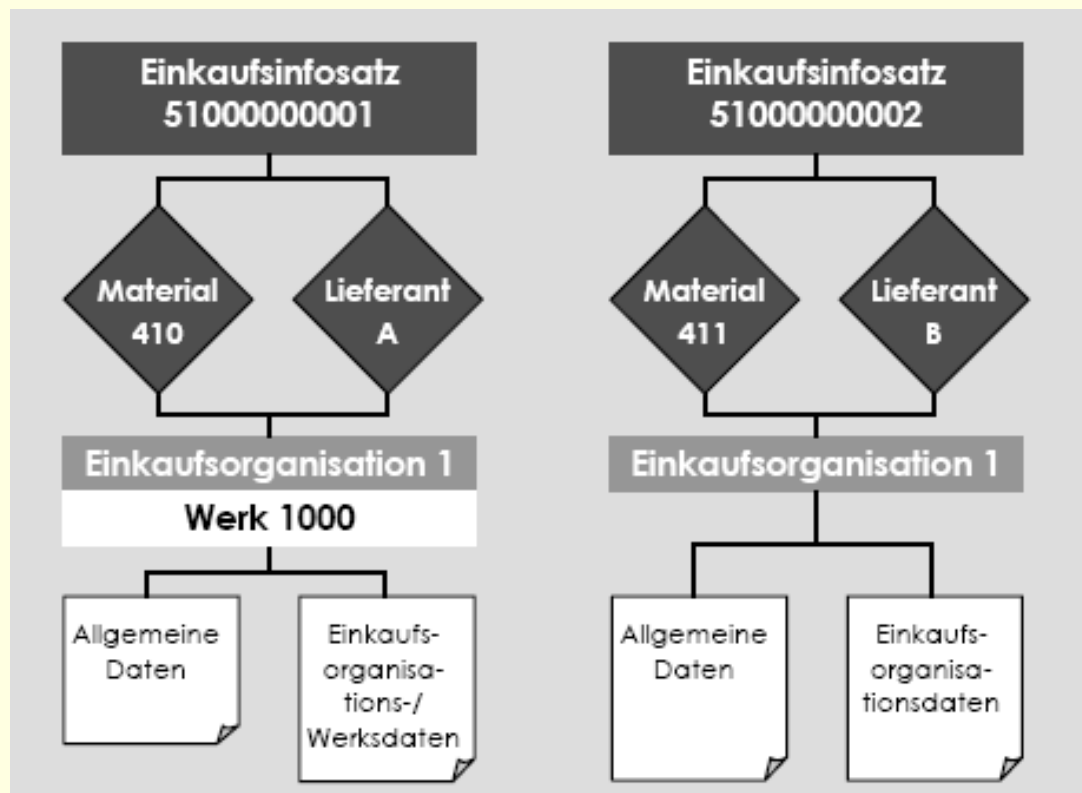 Einkaufsinfosatz
51000000001
Material
410
Lieferant
A
Einkaufsorganisation 1
Werk 1000
Allgemeine
Daten
Einkaufs-
organisa-
tions-/
Werksdaten
Einkaufsinfosatz
51000000002
Material
411
Lieferant
B
Einkaufsorganisation 1
Allgemeine
Daten
Einkaufs-
organisa-
tionsdaten